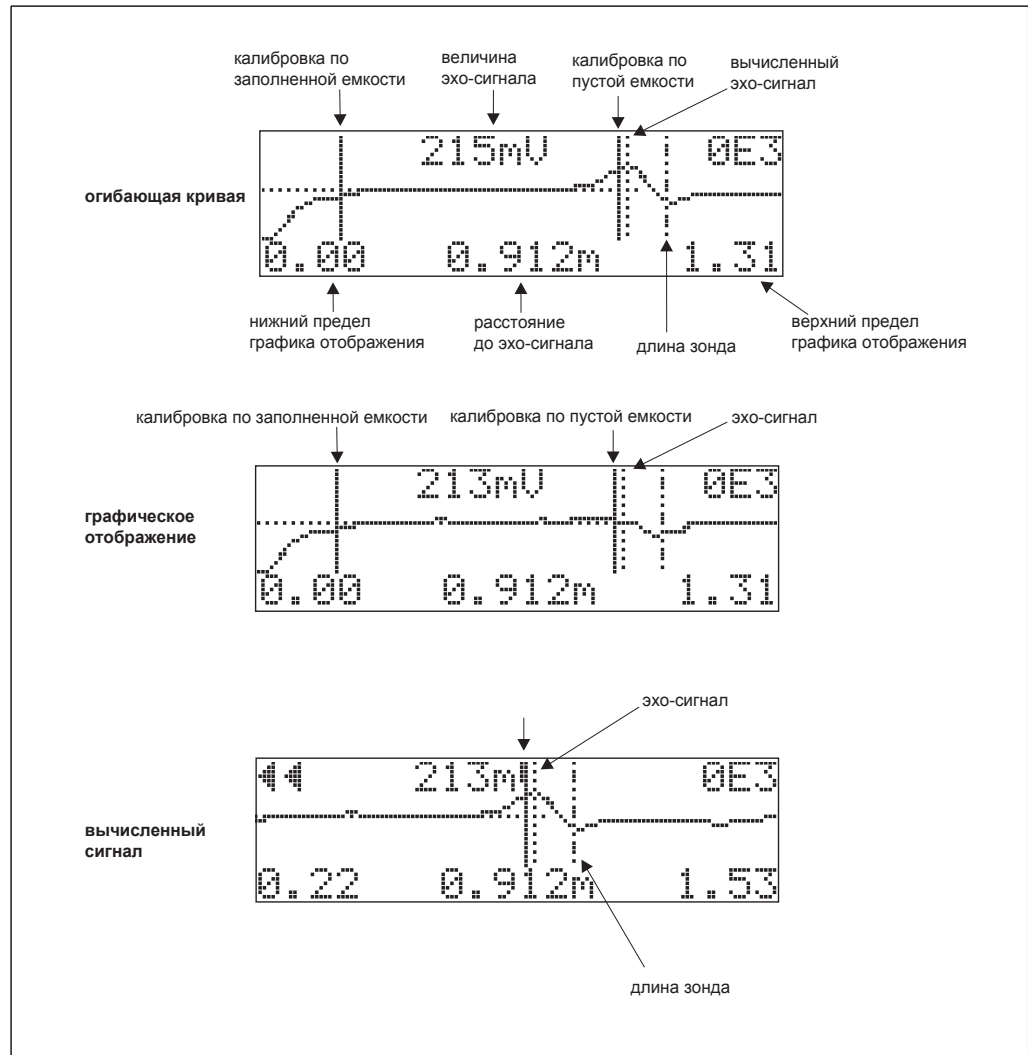 калибровка по
заполненной емкости
величина
эхо-сигнала
калибровка по
пустой емкости
вычисленный
эхо-сигнал
огибающая кривая
215mV
0E3
0.00
0.912m
1.31
нижний предел
графика отображения
расстояние
до эхо-сигнала
длина зонда
верхний предел
графика отображения
калибровка по заполненной емкости
калибровка по пустой емкости
эхо-сигнал
графическое
отображение
213mV
0E3
0.00
0.912m
1.31
эхо-сигнал
вычисленный
сигнал
213m
0E3
0.22
0.912m
1.53
длина зонда